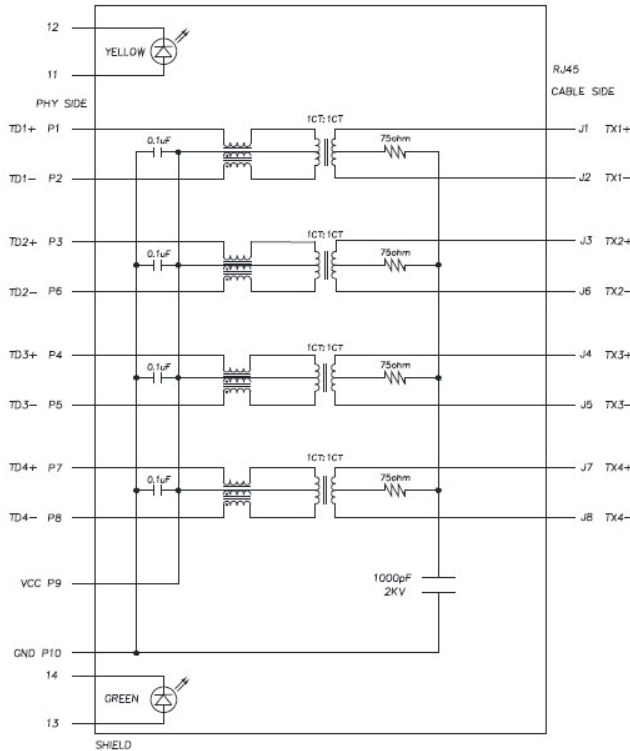 12
YELLOW
11
RJ45
CABLE SIDE
PHY SIDE
1CT:1CT
TD1+ P1
J1 TX1+
0.1uF
75ohm
TD1- P2
J2 TX1-
1CT:1CT
TD2+ P3
J3 TX2+
0.1uF
75ohm
TD2- P6
J6 TX2-
1CT:1CT
TD3+ P4
J4 TX3+
0.1uF
75ohm
TD3- P5
J5 TX3-
1CT:1CT
TD4+ P7
J7 TX4+
0.1uF
75ohm
TD4- P8
J8 TX4-
VCC P9
1000pF
2KV
GND P10
14
GREEN
13
SHIELD